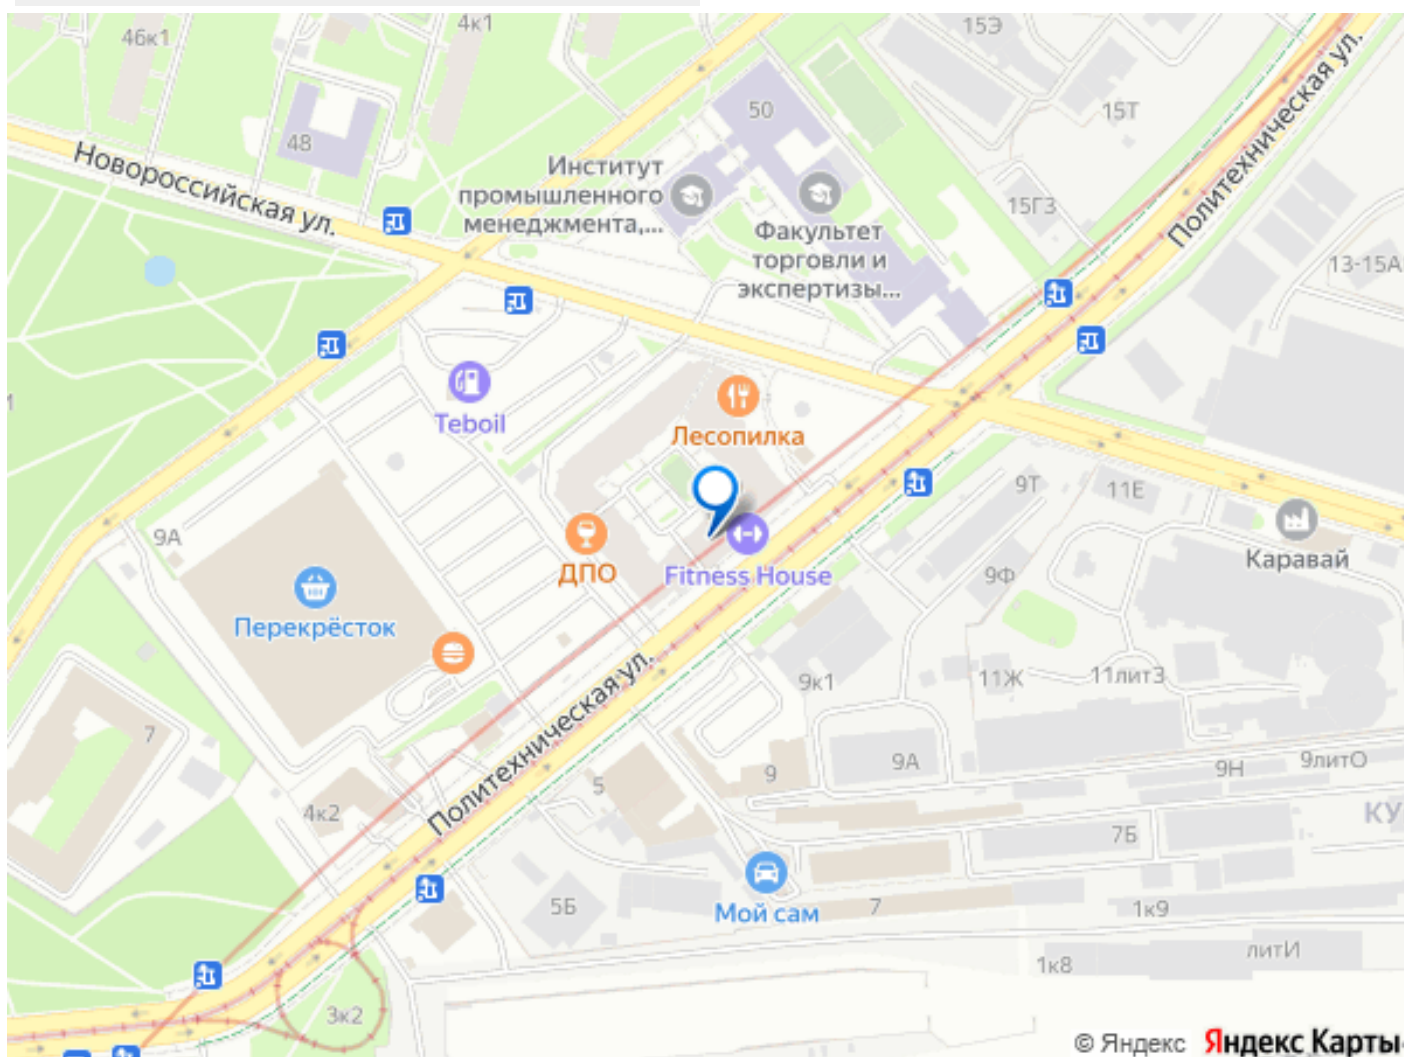 46к1
4к1
15Э
50
15Т
48
Новороссийская ул.
Политехническая ул.
Институт
промышленного
менеджмента,...
15Г3
Факультет
торговли и
экспертизы...
13-15А
Teboil
Лесопилка
9Т
11Е
9А
Каравай
ДПО
Fitness House
9Ф
Перекрёсток
9к1
11Ж
11лит3
7
Политехническая ул.
9
9А
9Н
9литО
5
4к2
КУ
7Б
Мой сам
5Б
7
1к9
литИ
1к8
3к2
© Яндекс Яндекс Карты